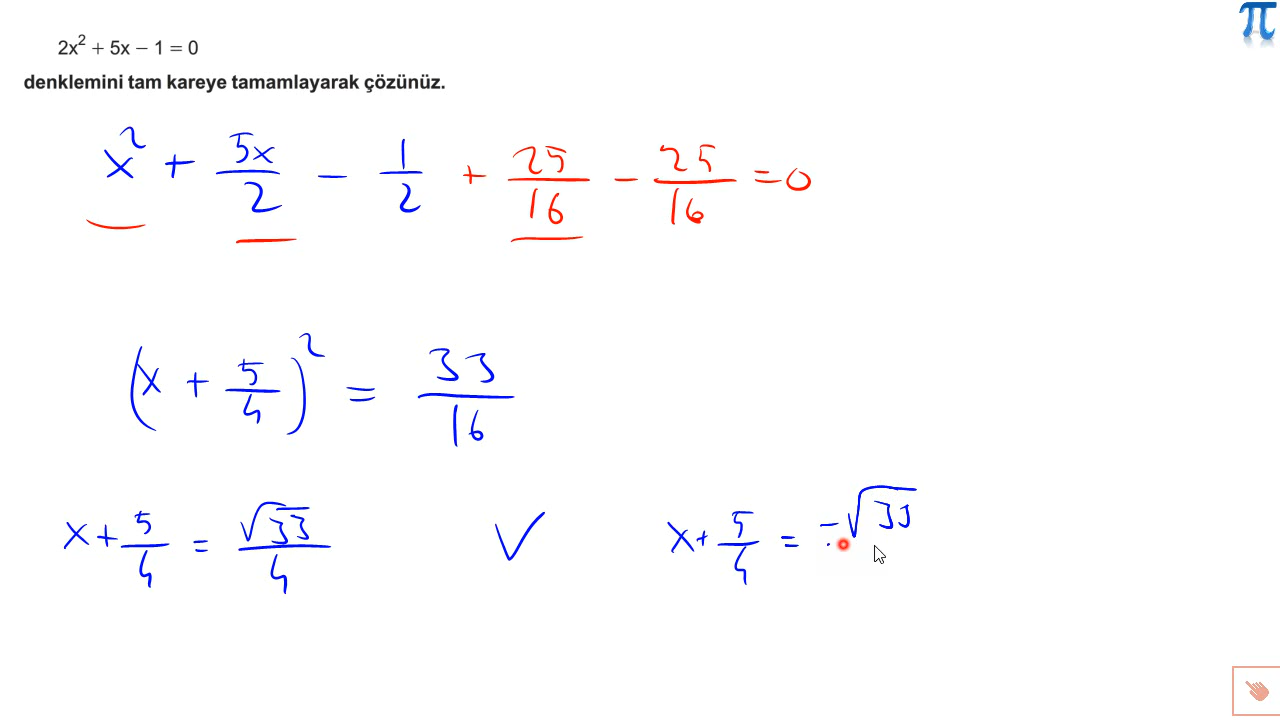 π
2x² + 5x − 1 = 0
denklemini tam kareye tamamlayarak çözünüz.
x² + 5x/2 − 1/2 + 25/16 − 25/16 = 0
(x + 5/4)² = 33/16
x + 5/4 = √33/4 ∨ x + 5/4 = −√33